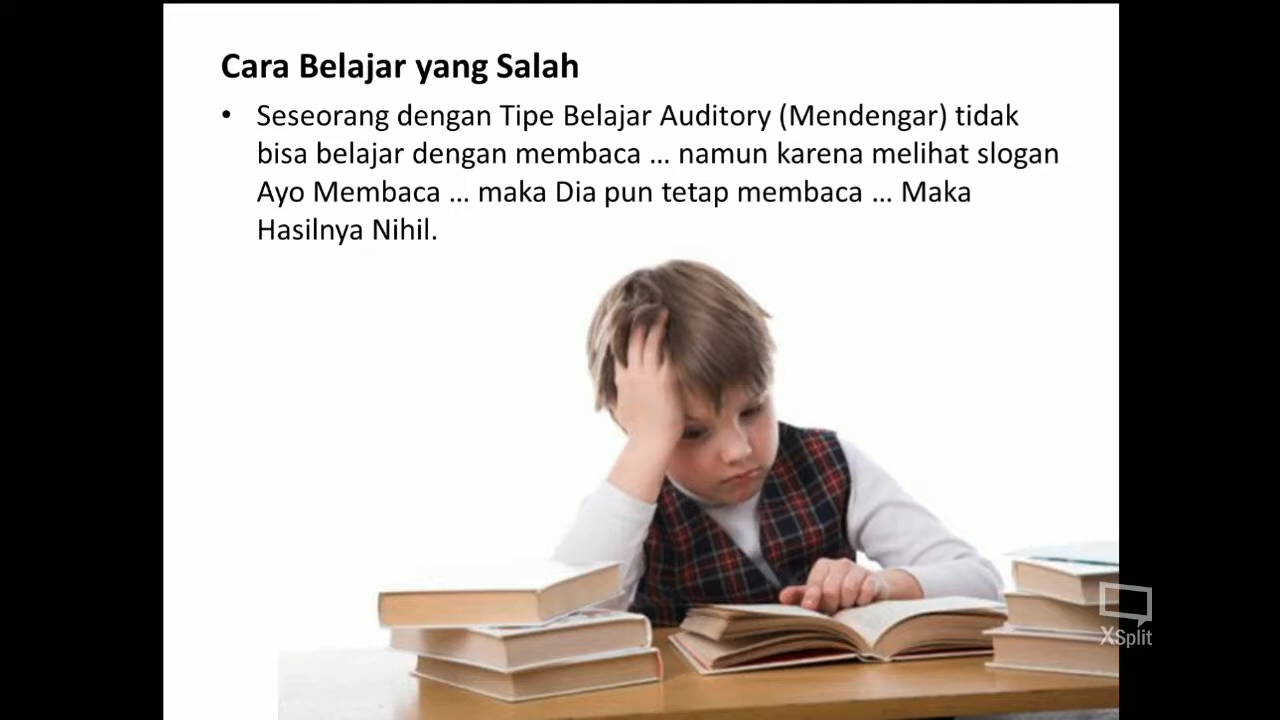 Cara Belajar yang Salah
• Seseorang dengan Tipe Belajar Auditory (Mendengar) tidak
bisa belajar dengan membaca ... namun karena melihat slogan
Ayo Membaca ... maka Dia pun tetap membaca ... Maka
Hasilnya Nihil.
XSplit